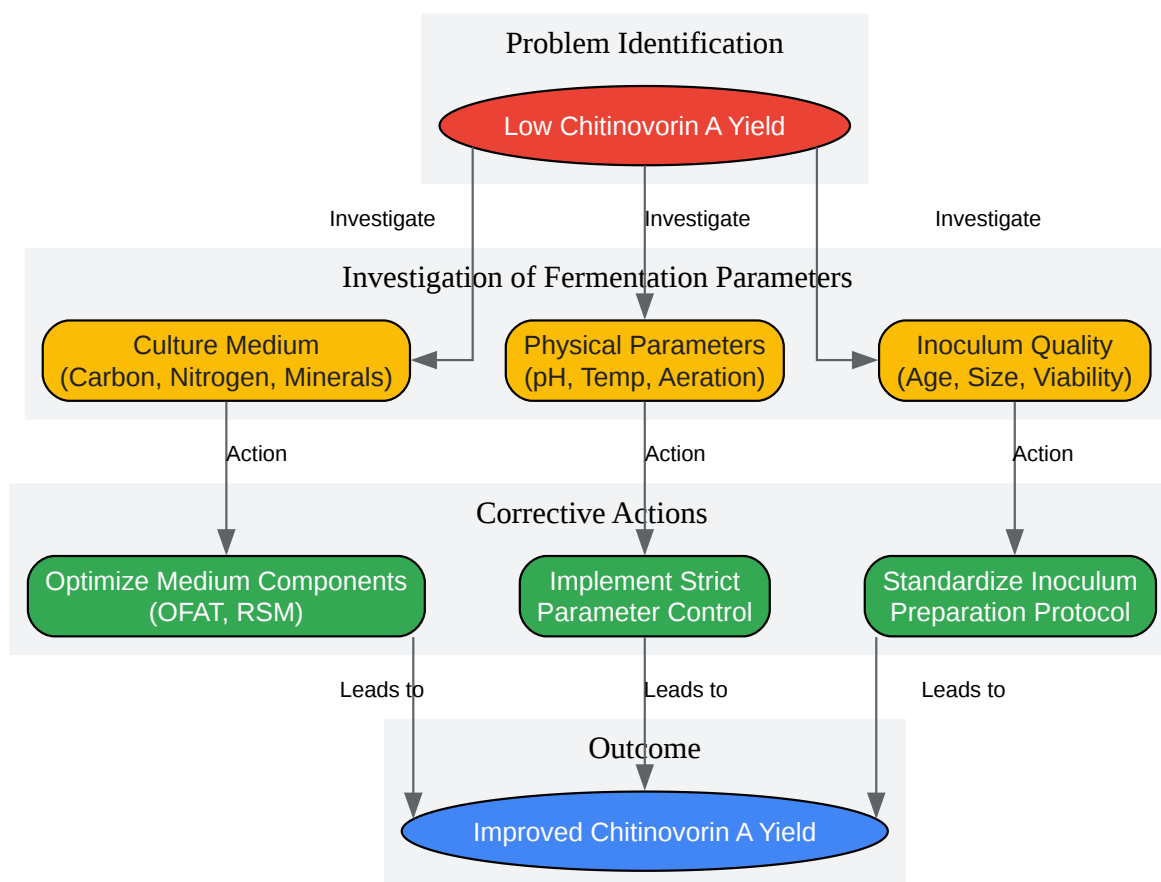 Problem Identification
Low Chitinovorin A Yield
Investigate
Investigate
Investigate
Investigation of Fermentation Parameters
Culture Medium
(Carbon, Nitrogen, Minerals)
Physical Parameters
(pH, Temp, Aeration)
Inoculum Quality
(Age, Size, Viability)
Action
Action
Action
Corrective Actions
Optimize Medium Components
(OFAT, RSM)
Implement Strict
Parameter Control
Standardize Inoculum
Preparation Protocol
Leads to
Leads to
Leads to
Outcome
Improved Chitinovorin A Yield